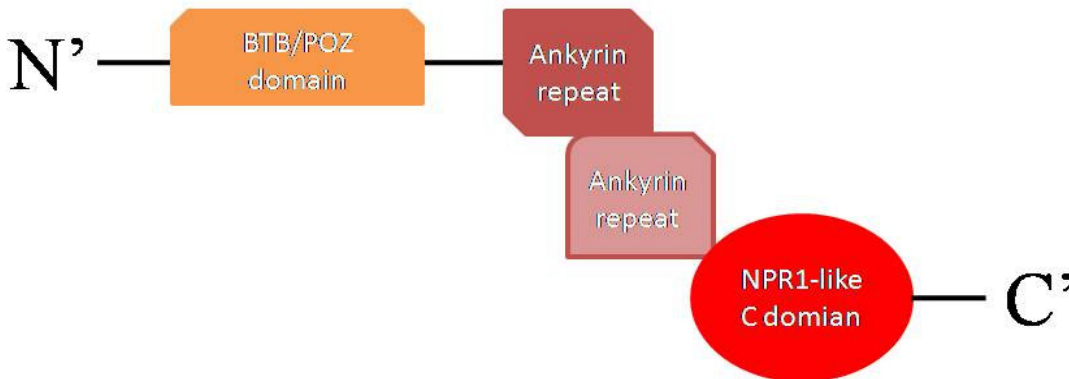 N'
BTB/POZ
domain
Ankyrin
repeat
Ankyrin
repeat
NPR1-like
C domian
C'